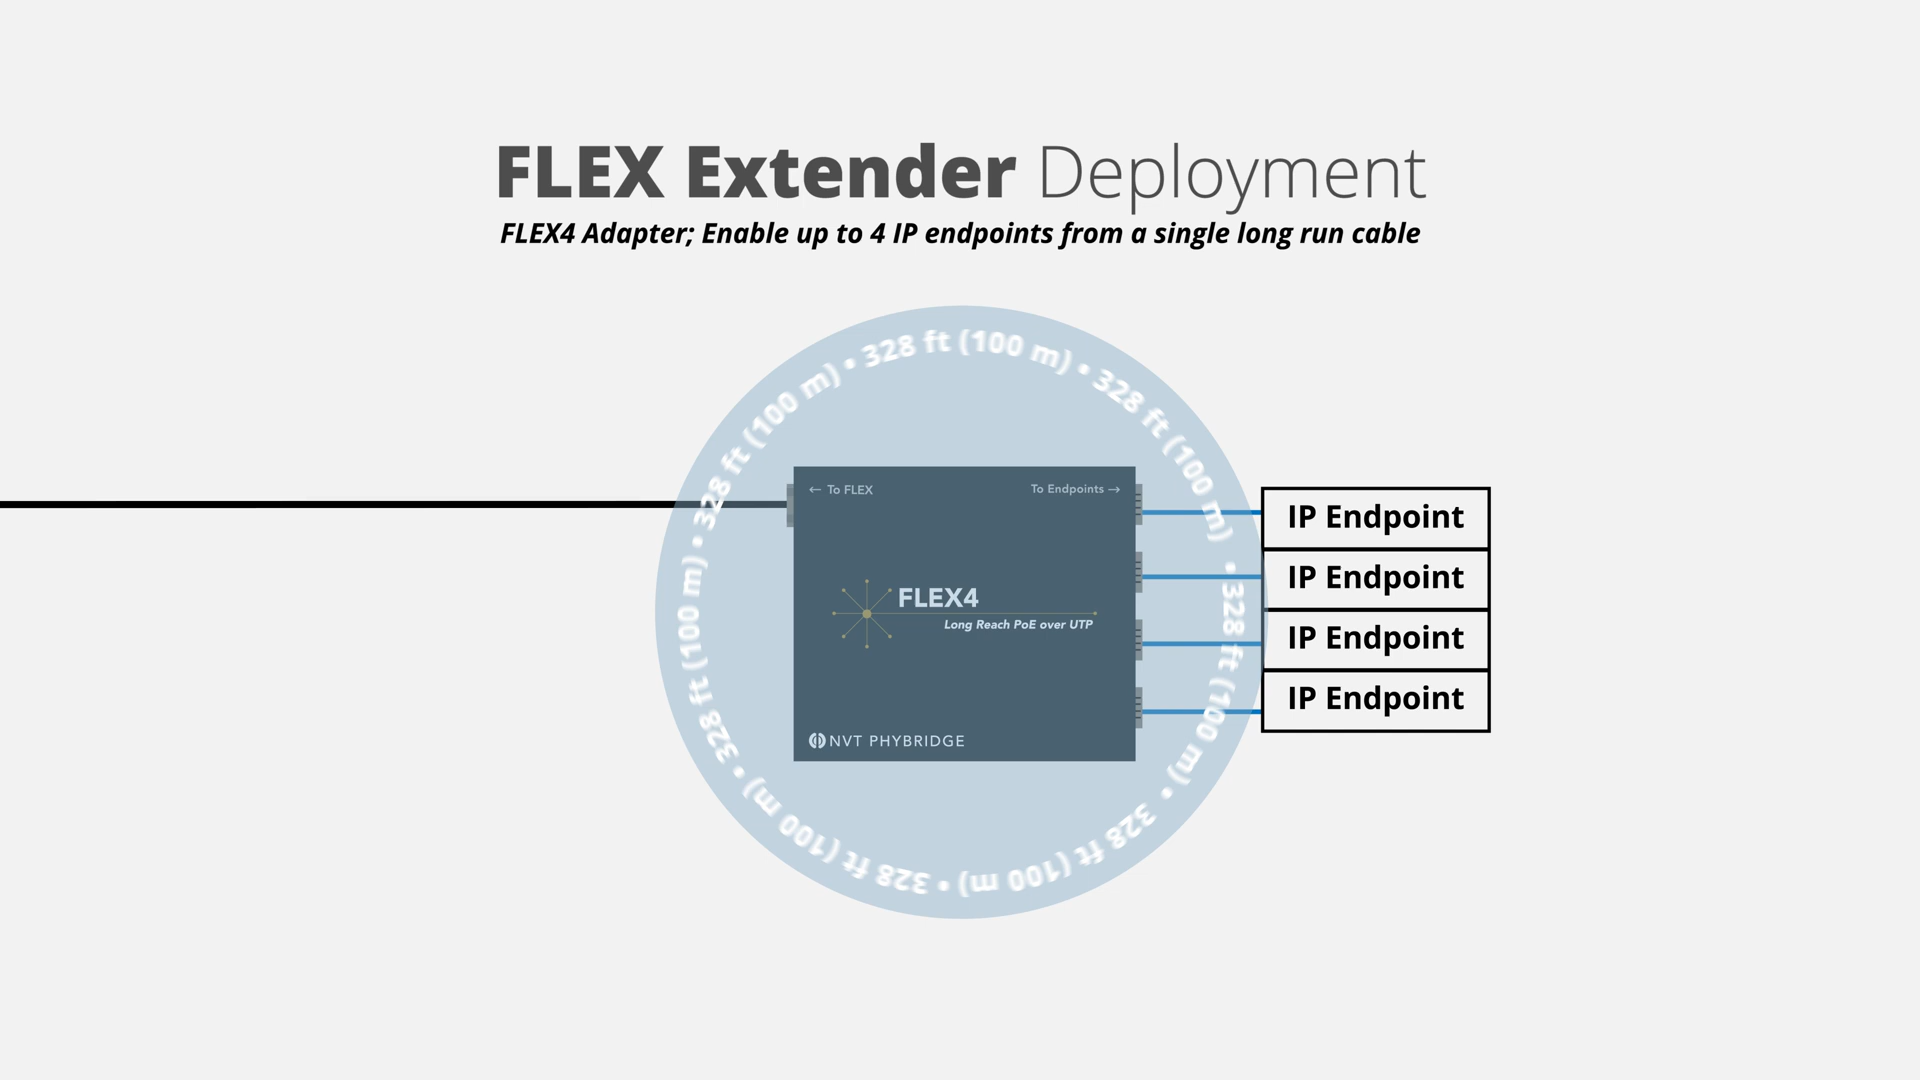 FLEX Extender Deployment
FLEX4 Adapter; Enable up to 4 IP endpoints from a single long run cable
328 ft (100 m) • 328 ft (100 m) • 328 ft (100 m) • 328 ft (100 m) • 328 ft (100 m) • 328 ft (100 m) • 328 ft (100 m) •
← To FLEX
To Endpoints →
FLEX4
Long Reach PoE over UTP
NVT PHYBRIDGE
IP Endpoint
IP Endpoint
IP Endpoint
IP Endpoint